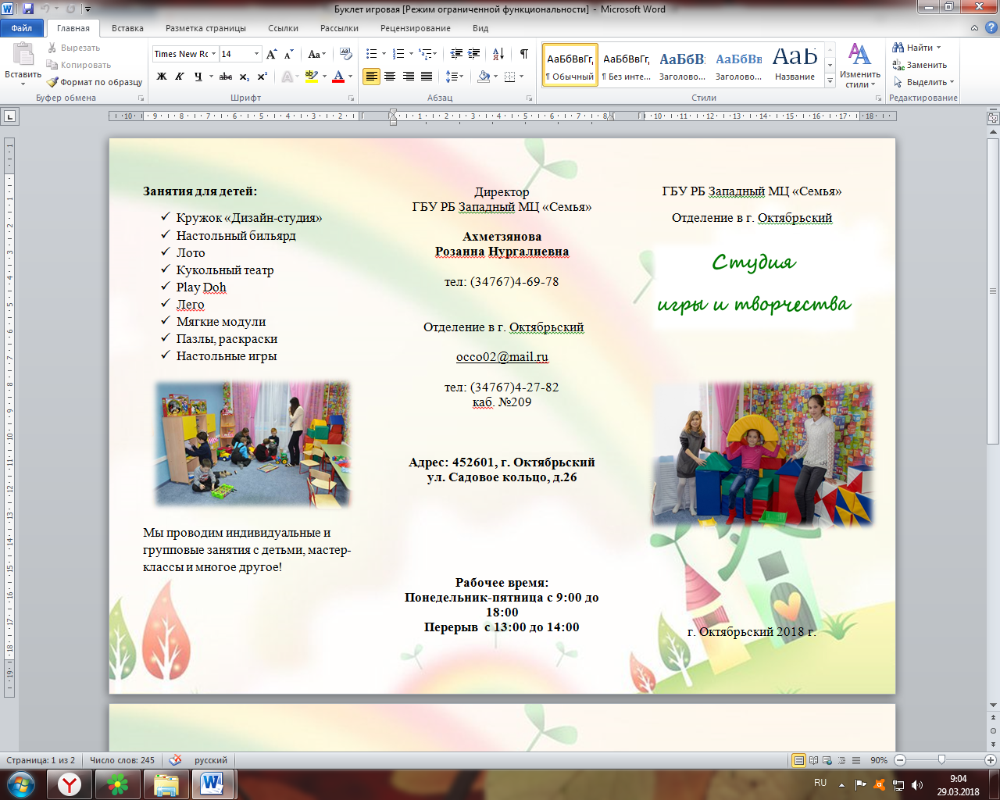 Буклет игровая [Режим ограниченной функциональности] - Microsoft Word
Файл Главная Вставка Разметка страницы Ссылки Рассылки Рецензирование Вид
Вставить
Вырезать
Копировать
Формат по образцу
Буфер обмена
Times New Ro 14
Шрифт
Абзац
АаБбВвГг, АаБбВвГг, АаБбВ: АаБбВв АаБ
¶ Обычный ¶ Без инте... Заголово... Заголово... Название
Стили
Изменить стили
Найти
Заменить
Выделить
Редактирование
Занятия для детей:
Кружок «Дизайн-студия»
Настольный бильярд
Лото
Кукольный театр
Play Doh
Лего
Мягкие модули
Пазлы, раскраски
Настольные игры
Мы проводим индивидуальные и
групповые занятия с детьми, мастер-
классы и многое другое!
Директор
ГБУ РБ Западный МЦ «Семья»
Ахметзянова
Розанна Нургалиевна
тел: (34767)4-69-78
Отделение в г. Октябрьский
occo02@mail.ru
тел: (34767)4-27-82
каб. №209
Адрес: 452601, г. Октябрьский
ул. Садовое кольцо, д.26
Рабочее время:
Понедельник-пятница с 9:00 до
18:00
Перерыв с 13:00 до 14:00
ГБУ РБ Западный МЦ «Семья»
Отделение в г. Октябрьский
Студия
игры и творчества
г. Октябрьский 2018 г.
Страница: 1 из 2 Число слов: 245 русский 90%
RU 9:04
29.03.2018